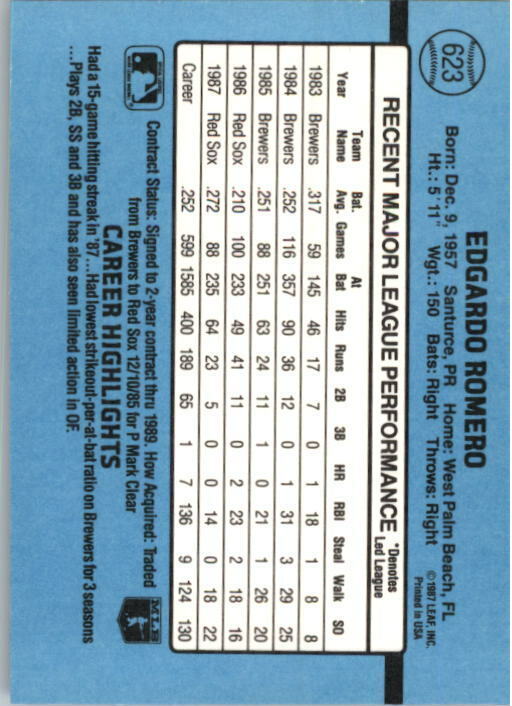 623
EDGARDO ROMERO
Born: Dec. 9, 1957 Santurce, PR Home: West Palm Beach, FL
Ht.: 5'11" Wgt.: 150 Bats: Right Throws: Right
© 1987 LEAF, INC.
Printed in USA
RECENT MAJOR LEAGUE PERFORMANCE *Denotes Led League
Year Team Name Bat. Avg. Games At Bat Hits Runs 2B 3B HR RBI Steal Walk SO
1983 Brewers .317 59 145 46 17 7 0 1 18 1 8 8
1984 Brewers .252 116 357 90 36 12 0 1 31 3 29 25
1985 Brewers .251 88 251 63 24 11 1 0 21 1 26 20
1986 Red Sox .210 100 233 49 41 11 0 2 23 2 18 16
1987 Red Sox .272 88 235 64 23 5 0 0 14 0 18 22
Career .252 599 1585 400 189 65 1 7 136 9 124 130
Contract Status: Signed to 2-year contract thru 1989. How Acquired: Traded
from Brewers to Red Sox 12/10/85 for P Mark Clear
MLB
CAREER HIGHLIGHTS
Had a 15-game hitting streak in '87...Had lowest strikeout-per-at-bat ratio on Brewers for 3 seasons
...Plays 2B, SS and 3B and has also seen limited action in OF.